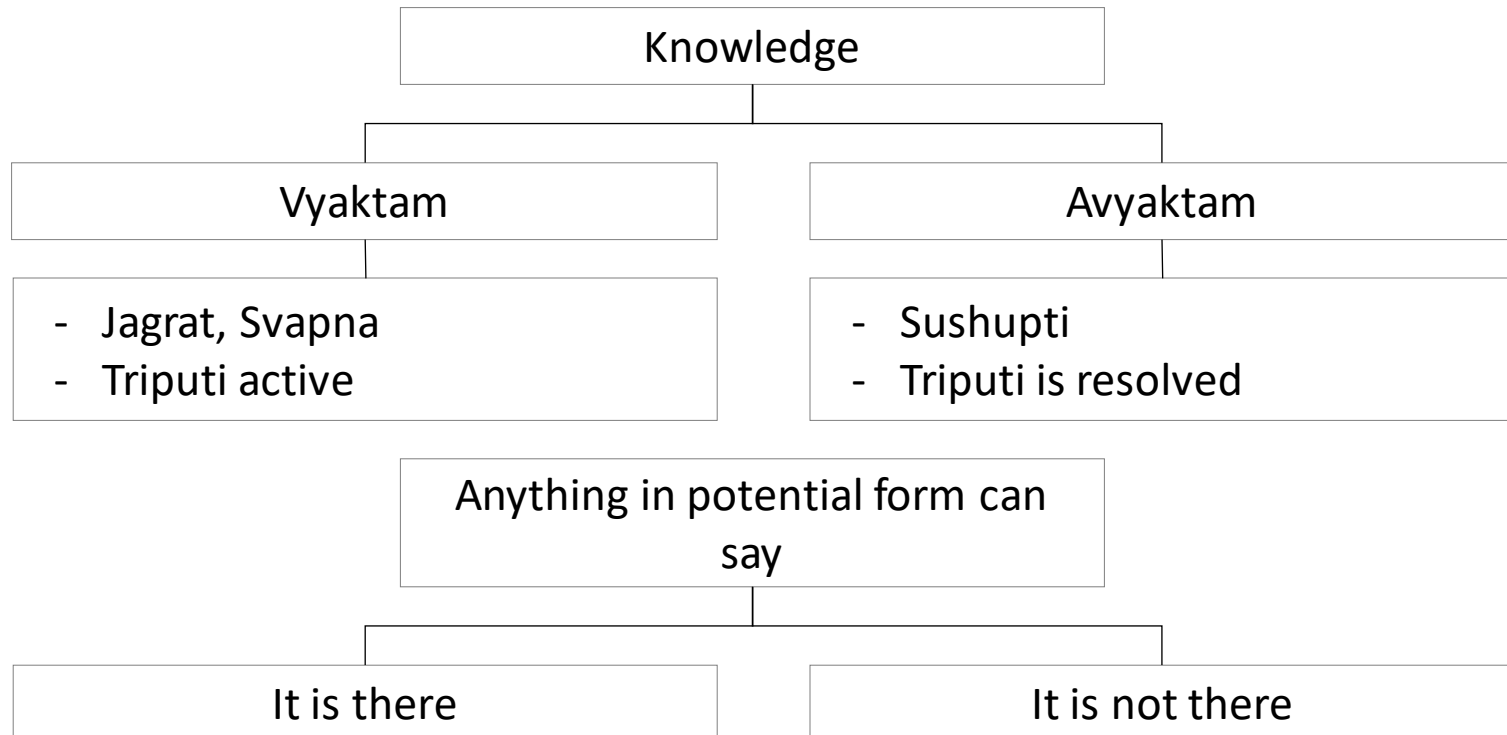 Knowledge
Vyaktam
Avyaktam
- Jagrat, Svapna
- Triputi active
- Sushupti
- Triputi is resolved
Anything in potential form can
say
It is there
It is not there